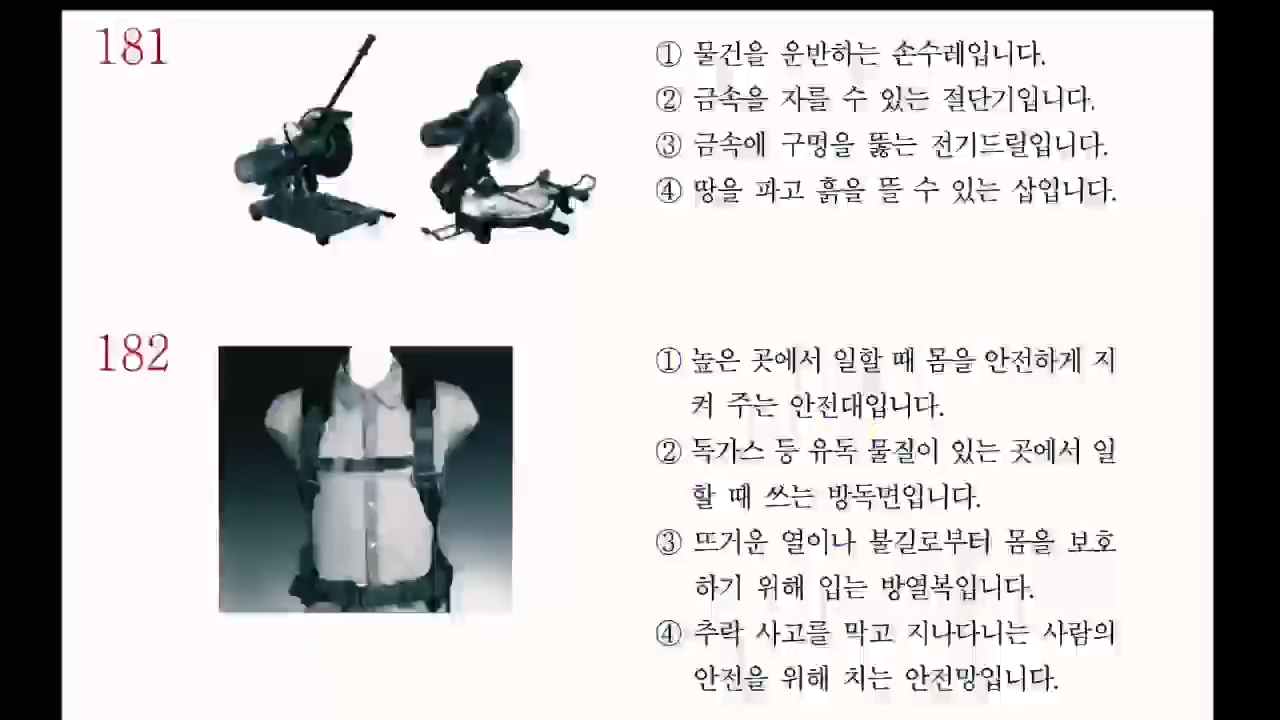 181
① 물건을 운반하는 손수레입니다.
② 금속을 자를 수 있는 절단기입니다.
③ 금속에 구멍을 뚫는 전기드릴입니다.
④ 땅을 파고 흙을 뜰 수 있는 삽입니다.
182
① 높은 곳에서 일할 때 몸을 안전하게 지
켜 주는 안전대입니다.
② 독가스 등 유독 물질이 있는 곳에서 일
할 때 쓰는 방독면입니다.
③ 뜨거운 열이나 불길로부터 몸을 보호
하기 위해 입는 방열복입니다.
④ 추락 사고를 막고 지나다니는 사람의
안전을 위해 치는 안전망입니다.